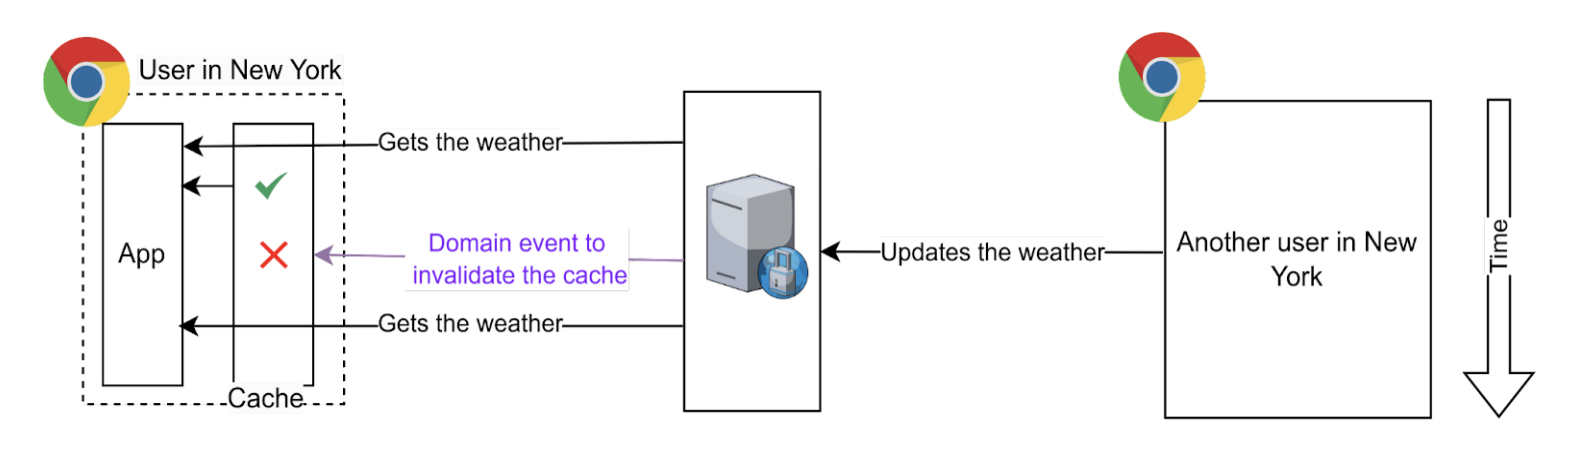 User in New York
Gets the weather
App
Domain event to
invalidate the cache
Updates the weather
Another user in New
York
Time
Gets the weather
Cache